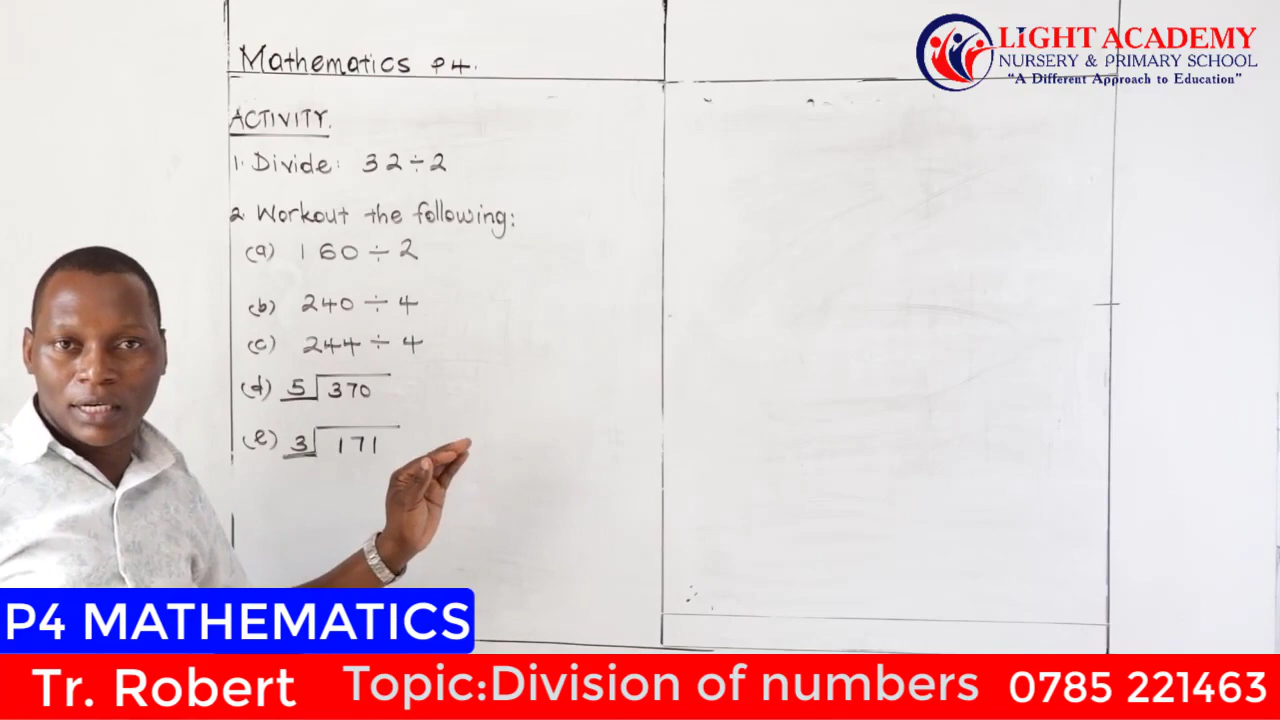 Mathematics P4.
ACTIVITY.
1. Divide: 32÷2
2. Workout the following:
(a) 160 ÷ 2
(b) 240 ÷ 4
(c) 244 ÷ 4
(d) 5 370
(e) 3 171
LiGHT ACADEMY
NURSERY & PRIMARY SCHOOL
"A Different Approach to Education"
P4 MATHEMATICS
Tr. Robert Topic:Division of numbers 0785 221463